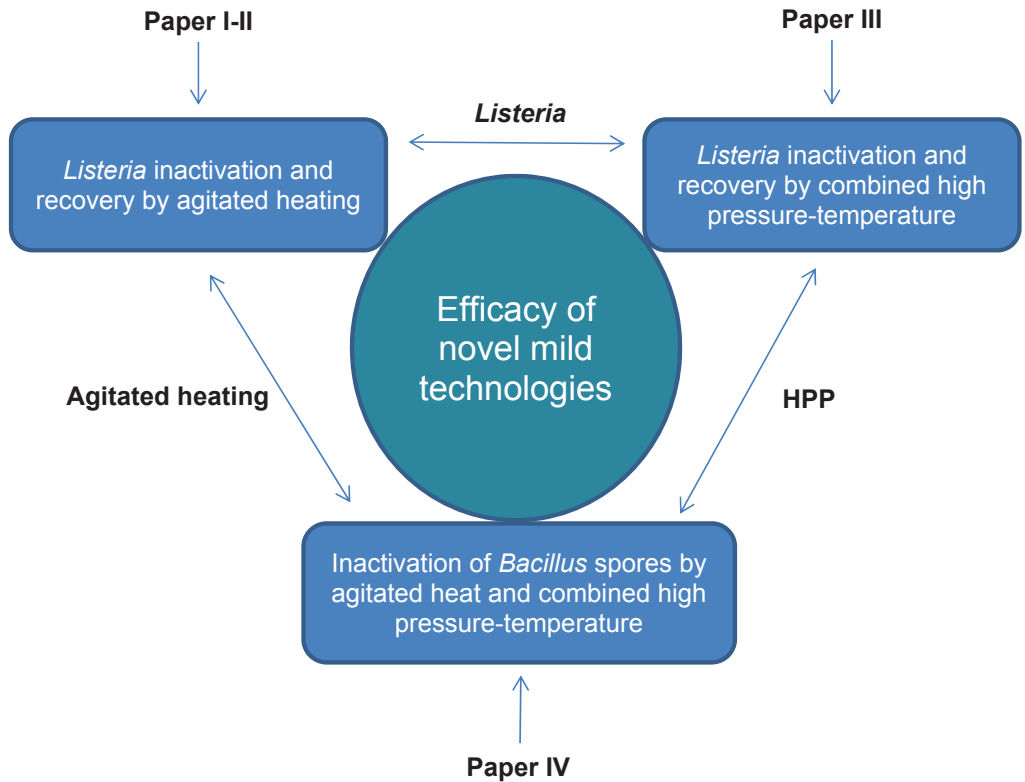 Paper I-II
Paper III
Listeria
Listeria inactivation and
recovery by agitated heating
Listeria inactivation and
recovery by combined high
pressure-temperature
Efficacy of
novel mild
technologies
Agitated heating
HPP
Inactivation of Bacillus spores by
agitated heat and combined high
pressure-temperature
Paper IV